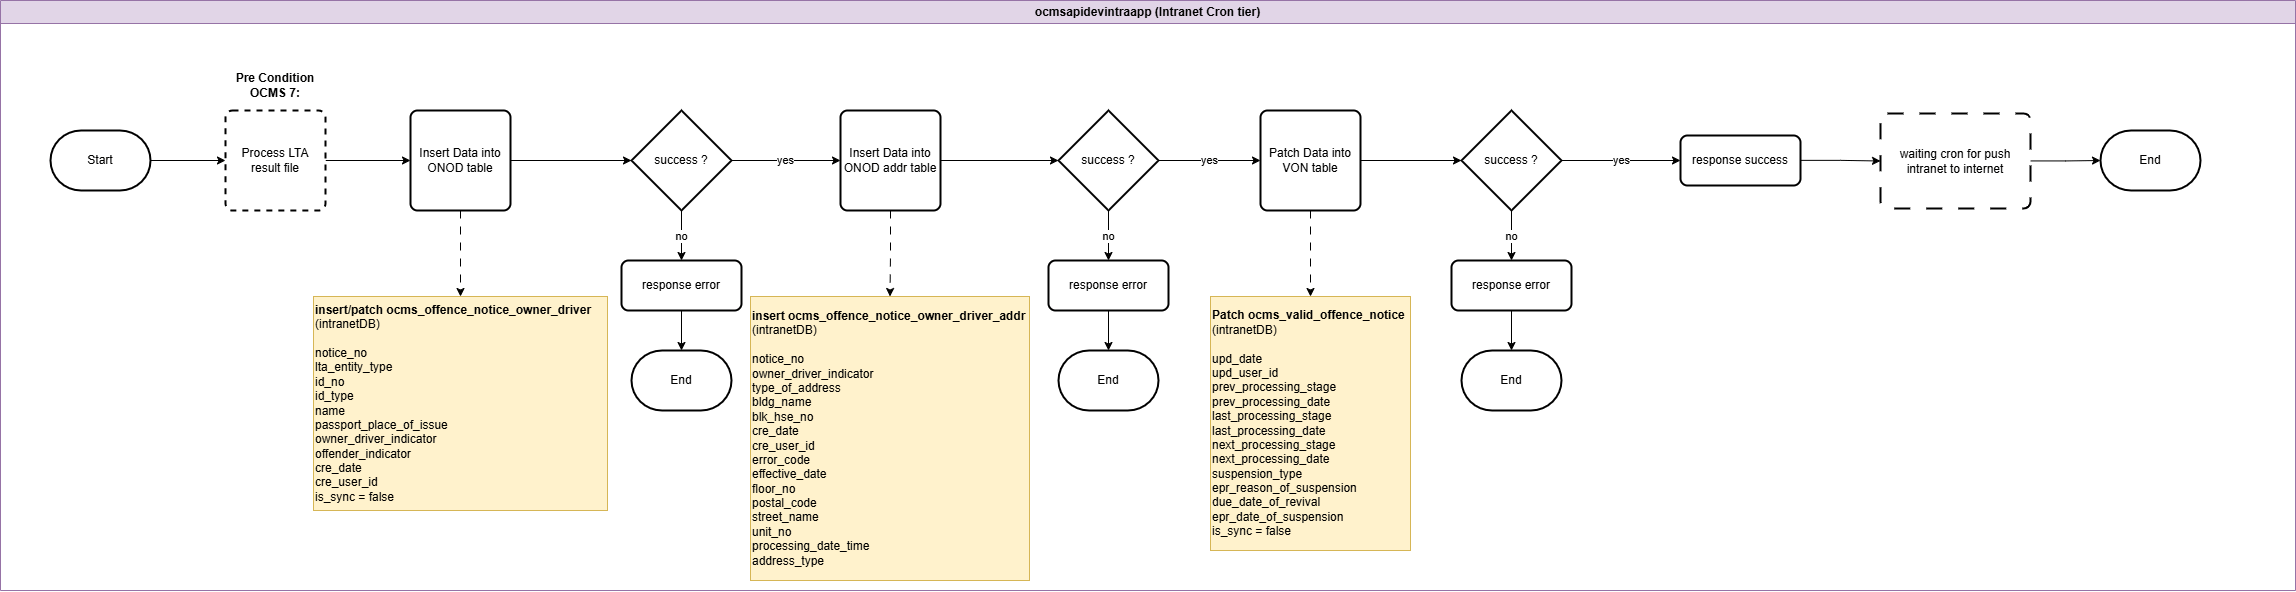 ocmsapidevintraapp (Intranet Cron tier)
Pre Condition
OCMS 7:
Start
Process LTA
result file
Insert Data into
ONOD table
success ?
yes
Insert Data into
ONOD addr table
success ?
yes
Patch Data into
VON table
success ?
yes
response success
waiting cron for push
intranet to internet
End
no
response error
End
no
response error
End
no
response error
End
insert/patch ocms_offence_notice_owner_driver
(intranetDB)
notice_no
lta_entity_type
id_no
id_type
name
passport_place_of_issue
owner_driver_indicator
offender_indicator
cre_date
cre_user_id
is_sync = false
insert ocms_offence_notice_owner_driver_addr
(intranetDB)
notice_no
owner_driver_indicator
type_of_address
bldg_name
blk_hse_no
cre_date
cre_user_id
error_code
effective_date
floor_no
postal_code
street_name
unit_no
processing_date_time
address_type
Patch ocms_valid_offence_notice
(intranetDB)
upd_date
upd_user_id
prev_processing_stage
prev_processing_date
last_processing_stage
last_processing_date
next_processing_stage
next_processing_date
suspension_type
epr_reason_of_suspension
due_date_of_revival
epr_date_of_suspension
is_sync = false